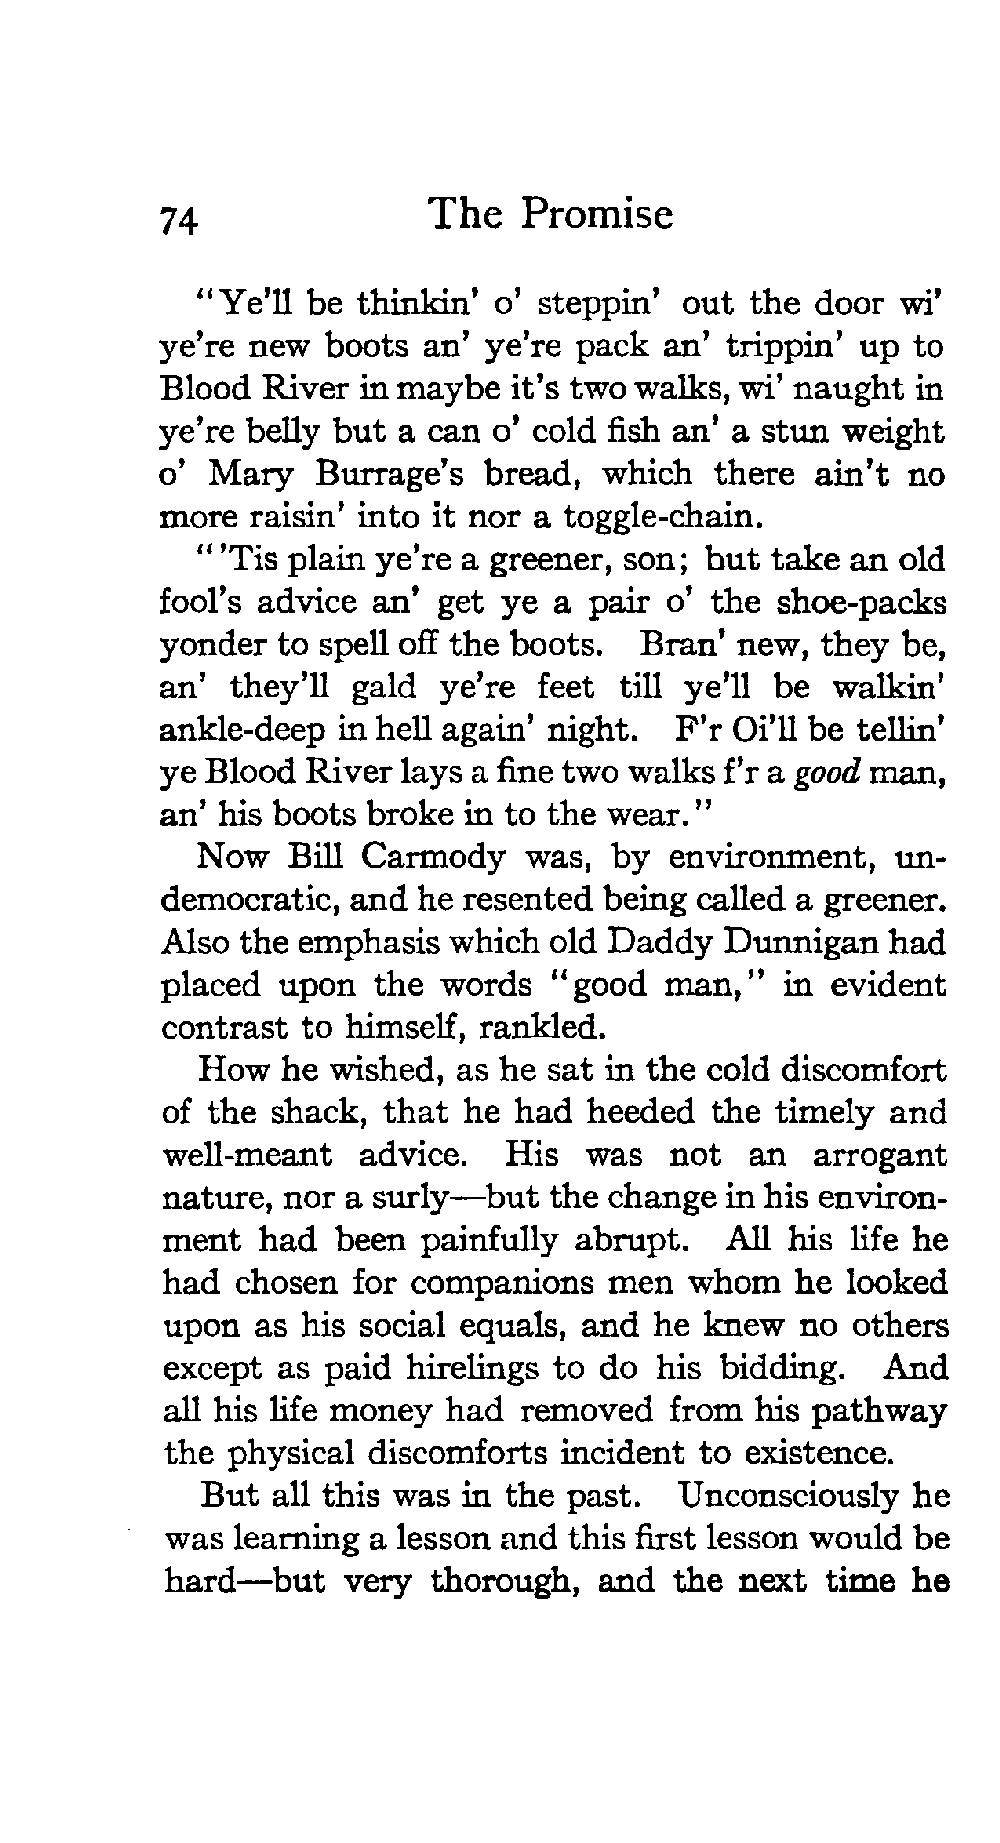 74 The Promise
"Ye'll be thinkin' o' steppin' out the door wi'
ye're new boots an' ye're pack an' trippin' up to
Blood River in maybe it's two walks, wi' naught in
ye're belly but a can o' cold fish an' a stun weight
o' Mary Burrage's bread, which there ain't no
more raisin' into it nor a toggle-chain.
"'Tis plain ye're a greener, son; but take an old
fool's advice an' get ye a pair o' the shoe-packs
yonder to spell off the boots. Bran' new, they be,
an' they'll gald ye're feet till ye'll be walkin'
ankle-deep in hell again' night. F'r Oi'll be tellin'
ye Blood River lays a fine two walks f'r a good man,
an' his boots broke in to the wear."
Now Bill Carmody was, by environment, un-
democratic, and he resented being called a greener.
Also the emphasis which old Daddy Dunnigan had
placed upon the words "good man," in evident
contrast to himself, rankled.
How he wished, as he sat in the cold discomfort
of the shack, that he had heeded the timely and
well-meant advice. His was not an arrogant
nature, nor a surly—but the change in his environ-
ment had been painfully abrupt. All his life he
had chosen for companions men whom he looked
upon as his social equals, and he knew no others
except as paid hirelings to do his bidding. And
all his life money had removed from his pathway
the physical discomforts incident to existence.
But all this was in the past. Unconsciously he
was learning a lesson and this first lesson would be
hard—but very thorough, and the next time he